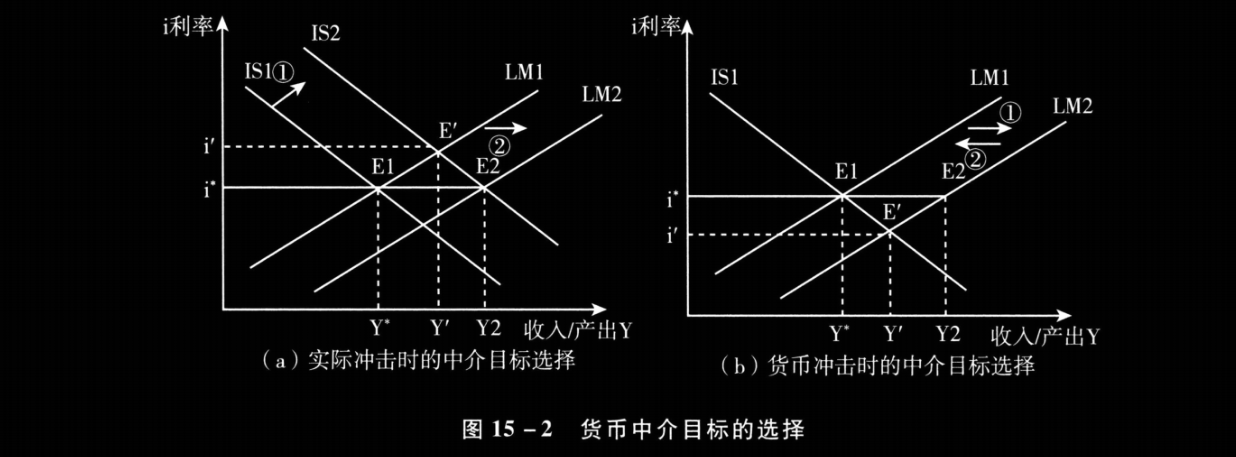 i利率
IS2
IS1①
LM1
LM2
E′
②
i′
E1
E2
i*
Y*
Y′
Y2
收入/产出Y
（a）实际冲击时的中介目标选择
i利率
IS1
LM1
①
LM2
②
E1
E2
i*
E′
i′
Y*
Y′
Y2
收入/产出Y
（b）货币冲击时的中介目标选择
图 15－2 货币中介目标的选择